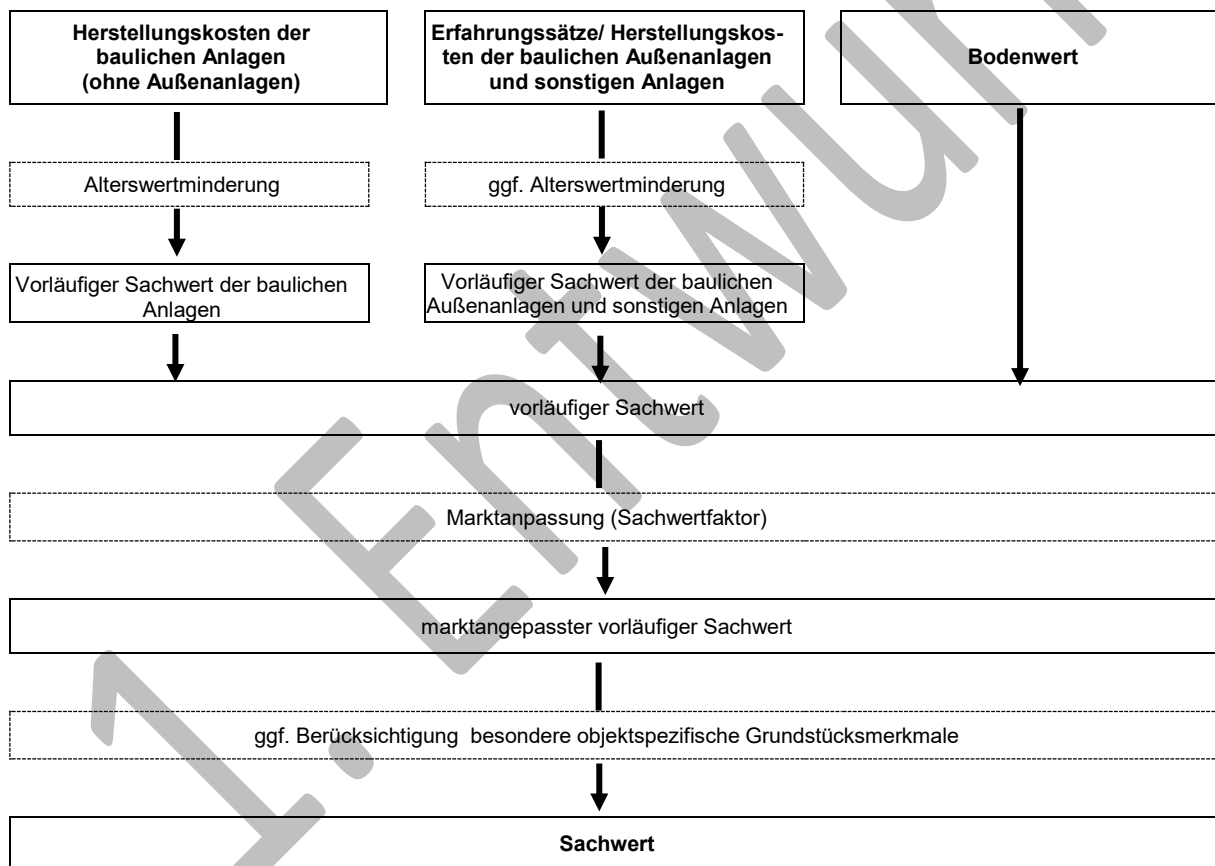 Herstellungskosten der
baulichen Anlagen
(ohne Außenanlagen)
Erfahrungssätze/ Herstellungskos-
ten der baulichen Außenanlagen
und sonstigen Anlagen
Bodenwert
Alterswertminderung
ggf. Alterswertminderung
Vorläufiger Sachwert der baulichen
Anlagen
Vorläufiger Sachwert der baulichen
Außenanlagen und sonstigen Anlagen
vorläufiger Sachwert
Marktanpassung (Sachwertfaktor)
marktangepasster vorläufiger Sachwert
ggf. Berücksichtigung besondere objektspezifische Grundstücksmerkmale
Sachwert
1. Entwur